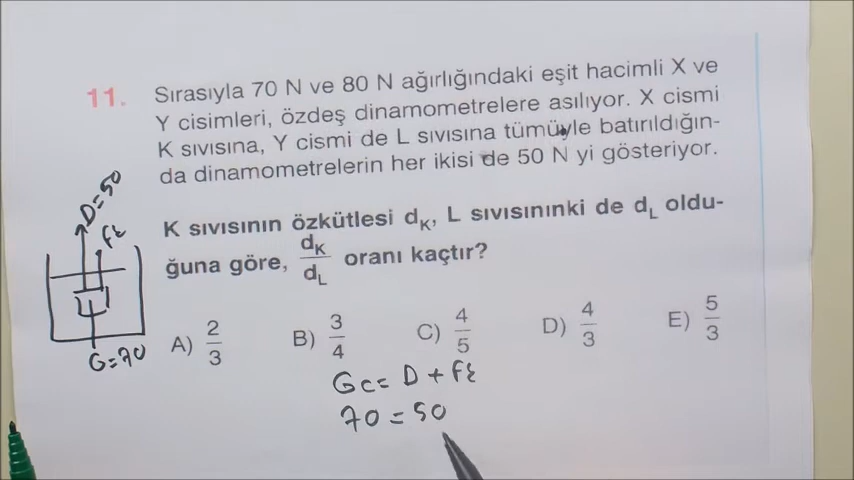 11. Sırasıyla 70 N ve 80 N ağırlığındaki eşit hacimli X ve
Y cisimleri, özdeş dinamometrelere asılıyor. X cismi
K sıvısına, Y cismi de L sıvısına tümüyle batırıldığın-
da dinamometrelerin her ikisi de 50 N yi gösteriyor.
K sıvısının özkütlesi dK, L sıvısınınki de dL oldu-
ğuna göre, dK/dL oranı kaçtır?
A) 2/3 B) 3/4 C) 4/5 D) 4/3 E) 5/3
D=50
Fk
G=70
Gc= D + Fk
70 = 50